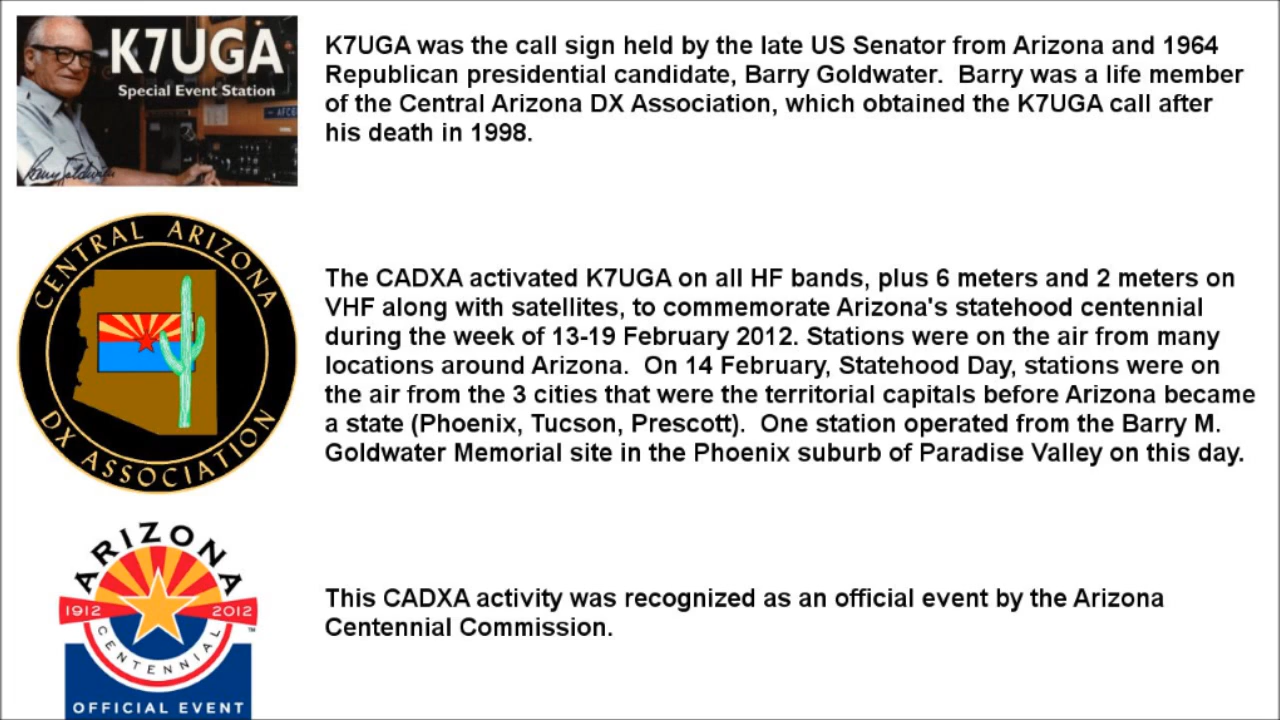 K7UGA
Special Event Station
AFCE
Barry Goldwater
K7UGA was the call sign held by the late US Senator from Arizona and 1964
Republican presidential candidate, Barry Goldwater.  Barry was a life member
of the Central Arizona DX Association, which obtained the K7UGA call after
his death in 1998.
CENTRAL ARIZONA
DX ASSOCIATION
The CADXA activated K7UGA on all HF bands, plus 6 meters and 2 meters on
VHF along with satellites, to commemorate Arizona's statehood centennial
during the week of 13-19 February 2012. Stations were on the air from many
locations around Arizona.  On 14 February, Statehood Day, stations were on
the air from the 3 cities that were the territorial capitals before Arizona became
a state (Phoenix, Tucson, Prescott).  One station operated from the Barry M.
Goldwater Memorial site in the Phoenix suburb of Paradise Valley on this day.
ARIZONA
1912 2012
™
CENTENNIAL
OFFICIAL EVENT
This CADXA activity was recognized as an official event by the Arizona
Centennial Commission.